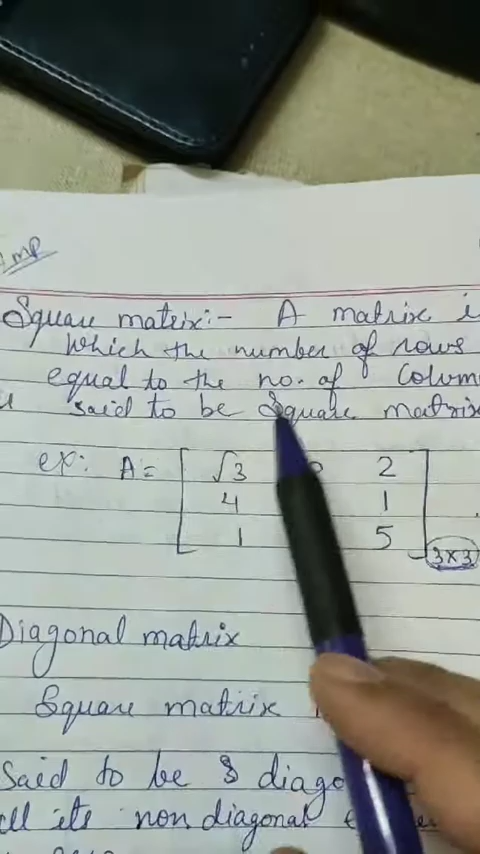 Imp
Square matrix:- A matrix i
which the number of rows
equal to the no. of Colum
said to be Square matrix
ex: A = [ √3 2
4 1
1 5 ] 3×3
Diagonal matrix
Square matrix
said to be diago
all its non diagonal